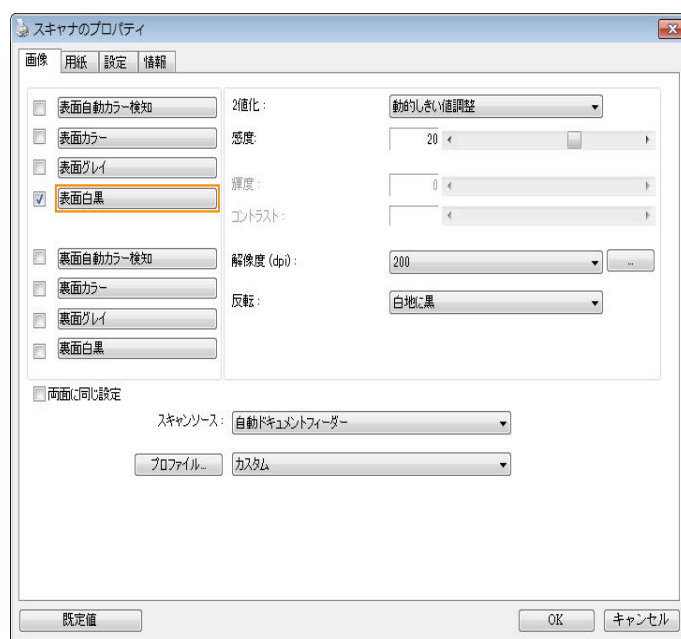 スキャナのプロパティ
画像 用紙 設定 情報
表面自動カラー検知
表面カラー
表面グレイ
表面白黒
裏面自動カラー検知
裏面カラー
裏面グレイ
裏面白黒
2値化 : 動的しきい値調整
感度: 20
輝度 : 0
コントラスト :
解像度 (dpi) : 200 ...
反転 : 白地に黒
両面に同じ設定
スキャンソース : 自動ドキュメントフィーダー
プロファイル... カスタム
既定値 OK キャンセル